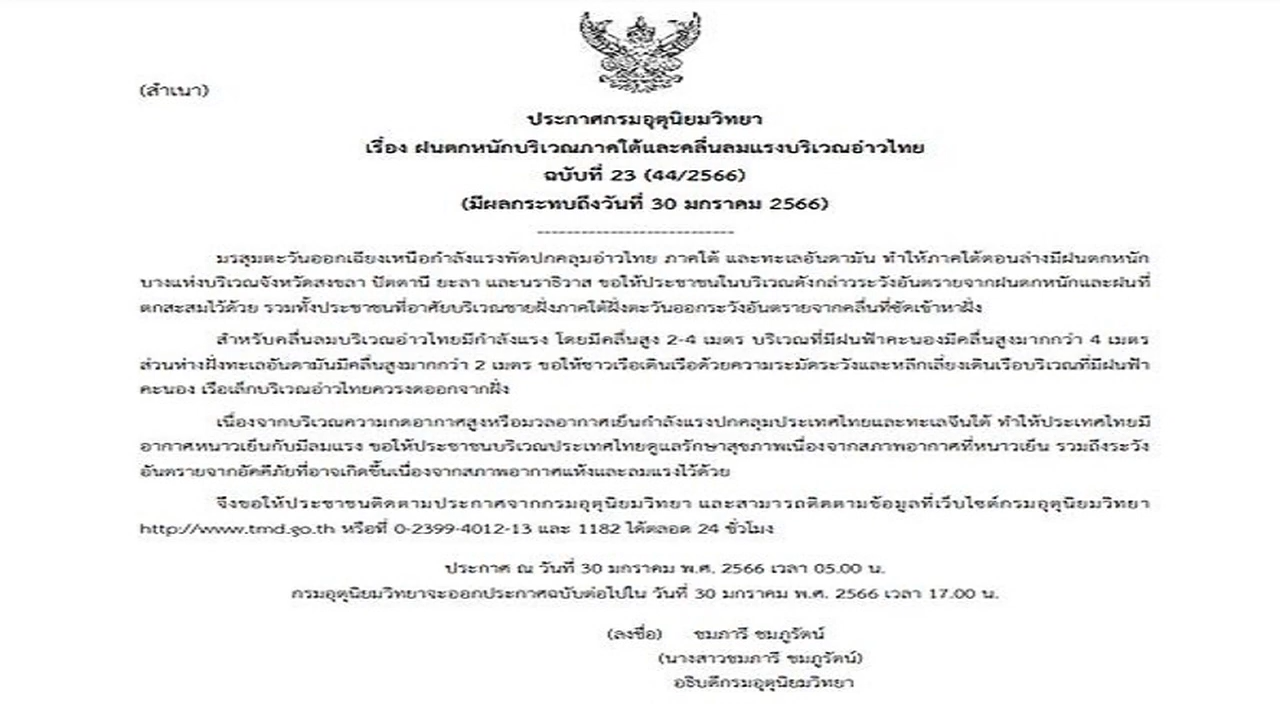 (สำเนา)
ประกาศกรมอุตุนิยมวิทยา
เรื่อง ฝนตกหนักบริเวณภาคใต้และคลื่นลมแรงบริเวณอ่าวไทย
ฉบับที่ 23 (44/2566)
(มีผลกระทบถึงวันที่ 30 มกราคม 2566)
---------------------------
มรสุมตะวันออกเฉียงเหนือกำลังแรงพัดปกคลุมอ่าวไทย ภาคใต้ และทะเลอันดามัน ทำให้ภาคใต้ตอนล่างมีฝนตกหนัก
บางแห่งบริเวณจังหวัดสงขลา ปัตตานี ยะลา และนราธิวาส ขอให้ประชาชนในบริเวณดังกล่าวระวังอันตรายจากฝนตกหนักและฝนที่
ตกสะสมไว้ด้วย รวมทั้งประชาชนที่อาศัยบริเวณชายฝั่งภาคใต้ฝั่งตะวันออกระวังอันตรายจากคลื่นที่ซัดเข้าหาฝั่ง
สำหรับคลื่นลมบริเวณอ่าวไทยมีกำลังแรง โดยมีคลื่นสูง 2-4 เมตร บริเวณที่มีฝนฟ้าคะนองมีคลื่นสูงมากกว่า 4 เมตร
ส่วนห่างฝั่งทะเลอันดามันมีคลื่นสูงมากกว่า 2 เมตร ขอให้ชาวเรือเดินเรือด้วยความระมัดระวังและหลีกเลี่ยงเดินเรือบริเวณที่มีฝนฟ้า
คะนอง เรือเล็กบริเวณอ่าวไทยควรงดออกจากฝั่ง
เนื่องจากบริเวณความกดอากาศสูงหรือมวลอากาศเย็นกำลังแรงปกคลุมประเทศไทยและทะเลจีนใต้ ทำให้ประเทศไทยมี
อากาศหนาวเย็นกับมีลมแรง ขอให้ประชาชนบริเวณประเทศไทยดูแลรักษาสุขภาพเนื่องจากสภาพอากาศที่หนาวเย็น รวมถึงระวัง
อันตรายจากอัคคีภัยที่อาจเกิดขึ้นเนื่องจากสภาพอากาศแห้งและลมแรงไว้ด้วย
จึงขอให้ประชาชนติดตามประกาศจากกรมอุตุนิยมวิทยา และสามารถติดตามข้อมูลที่เว็บไซต์กรมอุตุนิยมวิทยา
http://www.tmd.go.th หรือที่ 0-2399-4012-13 และ 1182 ได้ตลอด 24 ชั่วโมง
ประกาศ ณ วันที่ 30 มกราคม พ.ศ. 2566 เวลา 05.00 น.
กรมอุตุนิยมวิทยาจะออกประกาศฉบับต่อไปใน วันที่ 30 มกราคม พ.ศ. 2566 เวลา 17.00 น.
(ลงชื่อ) ชมภารี ชมภูรัตน์
(นางสาวชมภารี ชมภูรัตน์)
อธิบดีกรมอุตุนิยมวิทยา